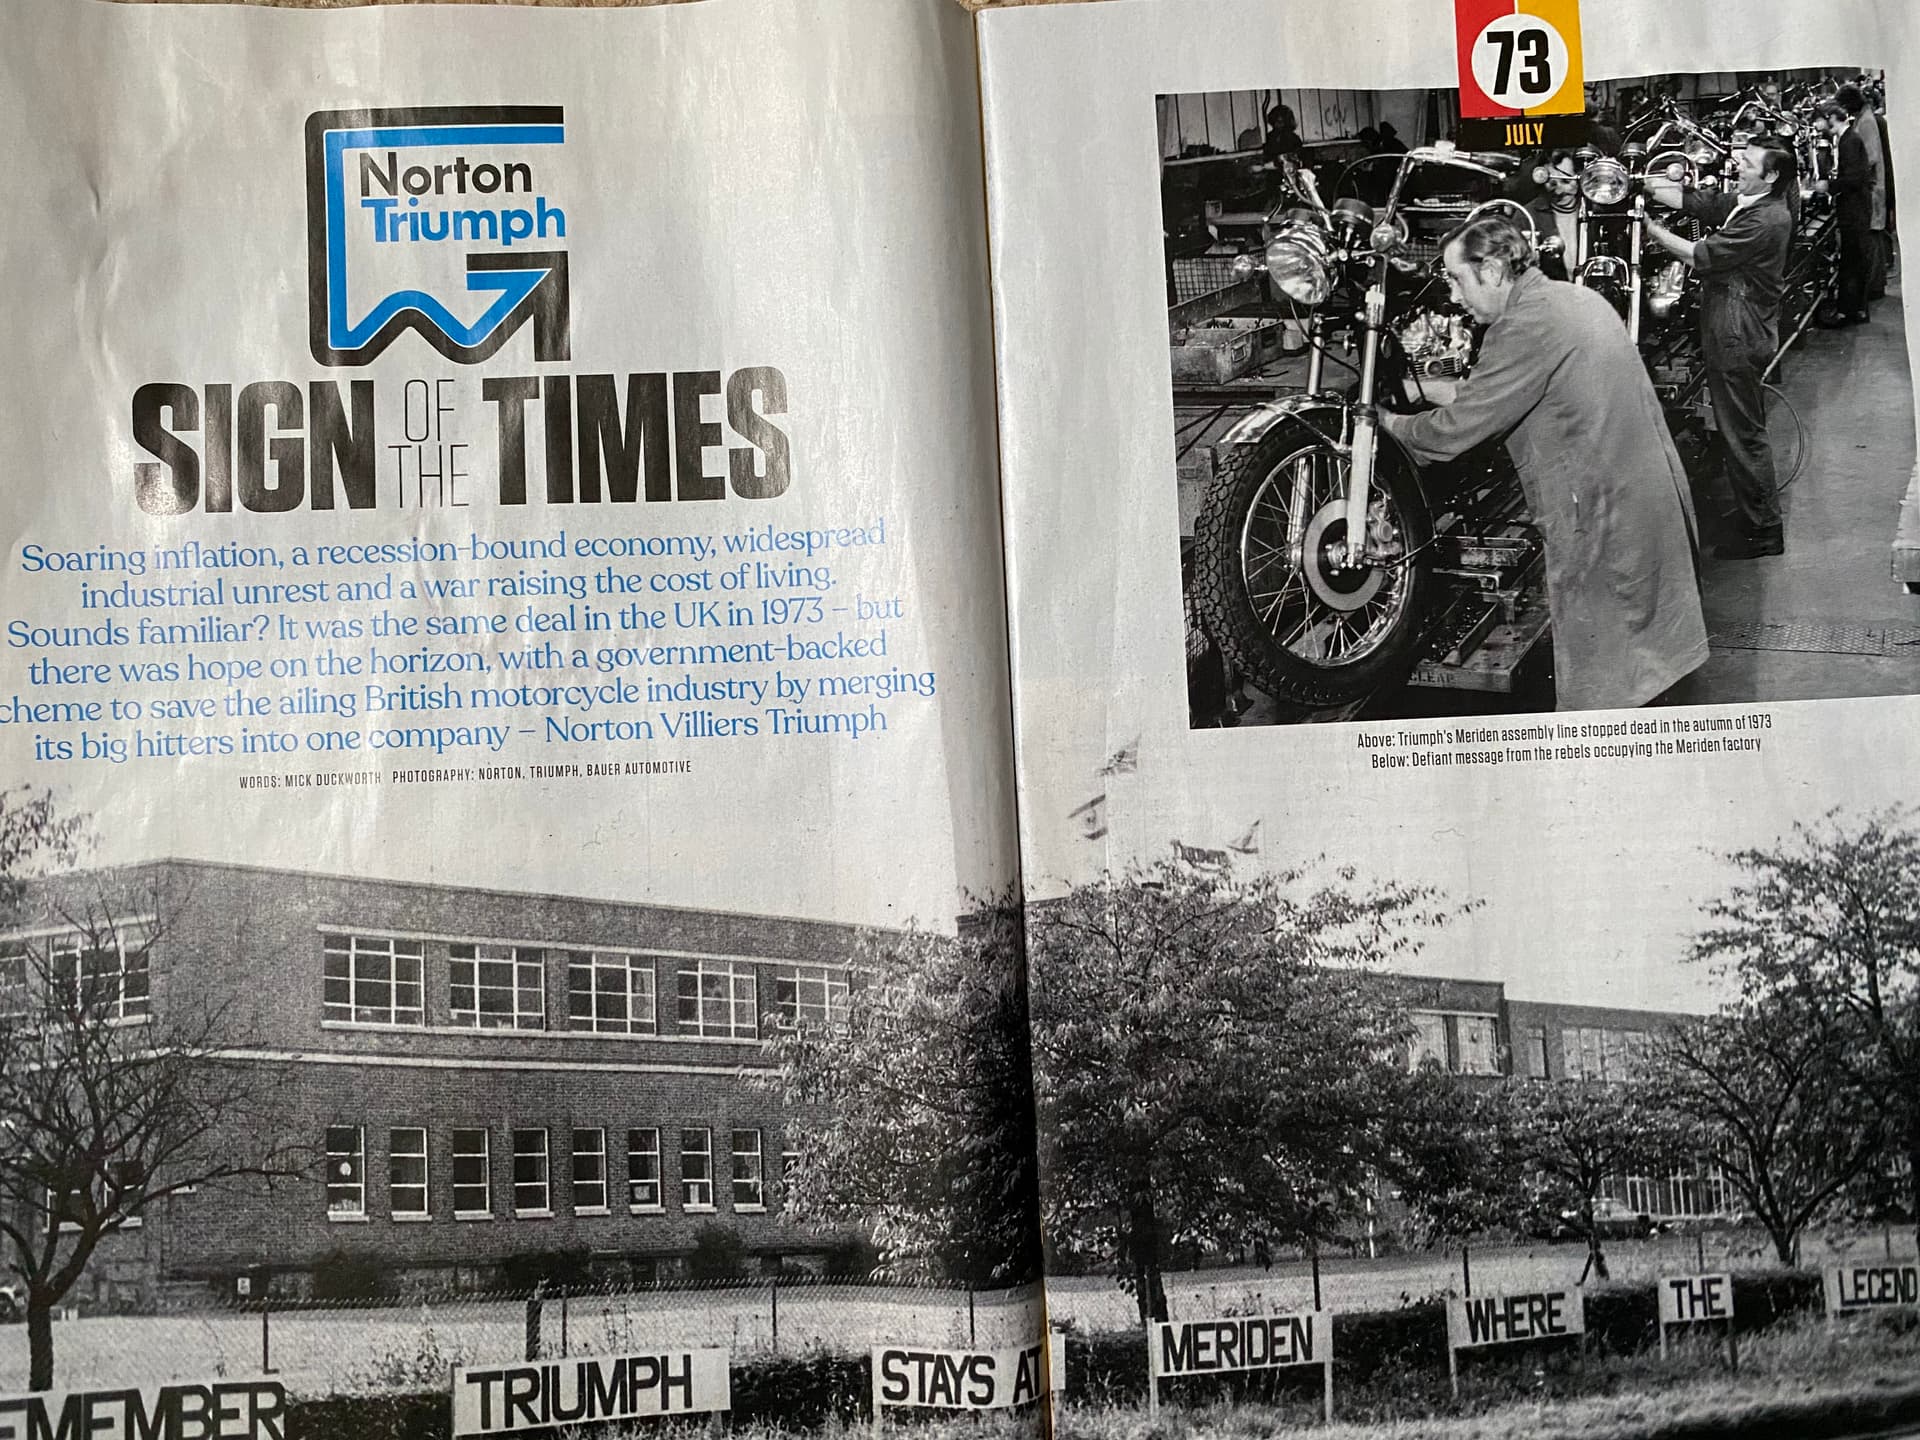 Norton
Triumph
SIGN OF THE TIMES
Soaring inflation, a recession-bound economy, widespread
industrial unrest and a war raising the cost of living.
Sounds familiar? It was the same deal in the UK in 1973 – but
there was hope on the horizon, with a government-backed
cheme to save the ailing British motorcycle industry by merging
its big hitters into one company – Norton Villiers Triumph
WORDS: MICK DUCKWORTH PHOTOGRAPHY: NORTON, TRIUMPH, BAUER AUTOMOTIVE
73
JULY
Above: Triumph's Meriden assembly line stopped dead in the autumn of 1973
Below: Defiant message from the rebels occupying the Meriden factory
TRIUMPH
EMEMBER TRIUMPH STAYS AT MERIDEN WHERE THE LEGEND